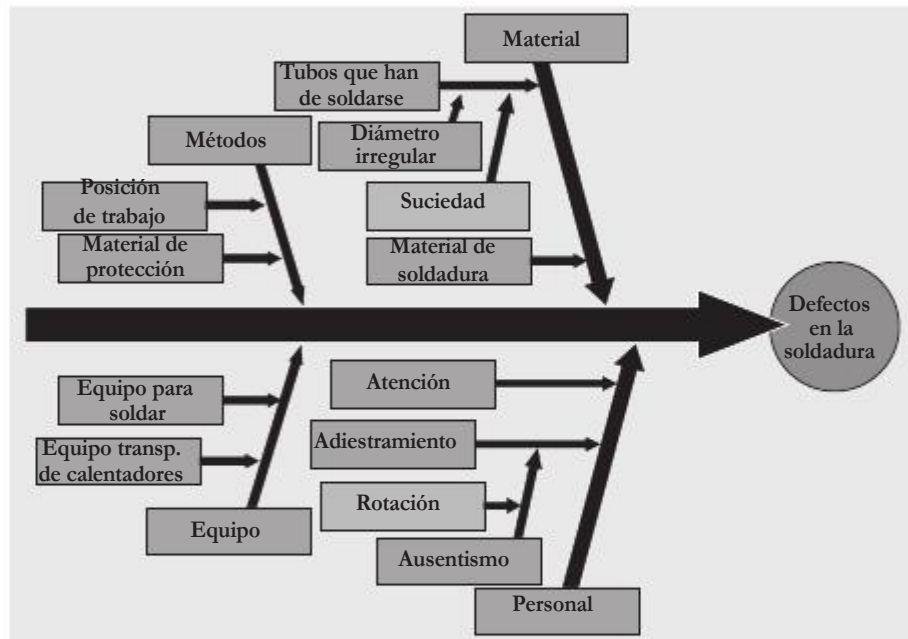 Material
Tubos que han
de soldarse
Métodos
Diámetro
irregular
Posición
de trabajo
Suciedad
Material de
protección
Material de
soldadura
Defectos
en la
soldadura
Equipo para
soldar
Atención
Equipo transp.
de calentadores
Adiestramiento
Rotación
Equipo
Ausentismo
Personal